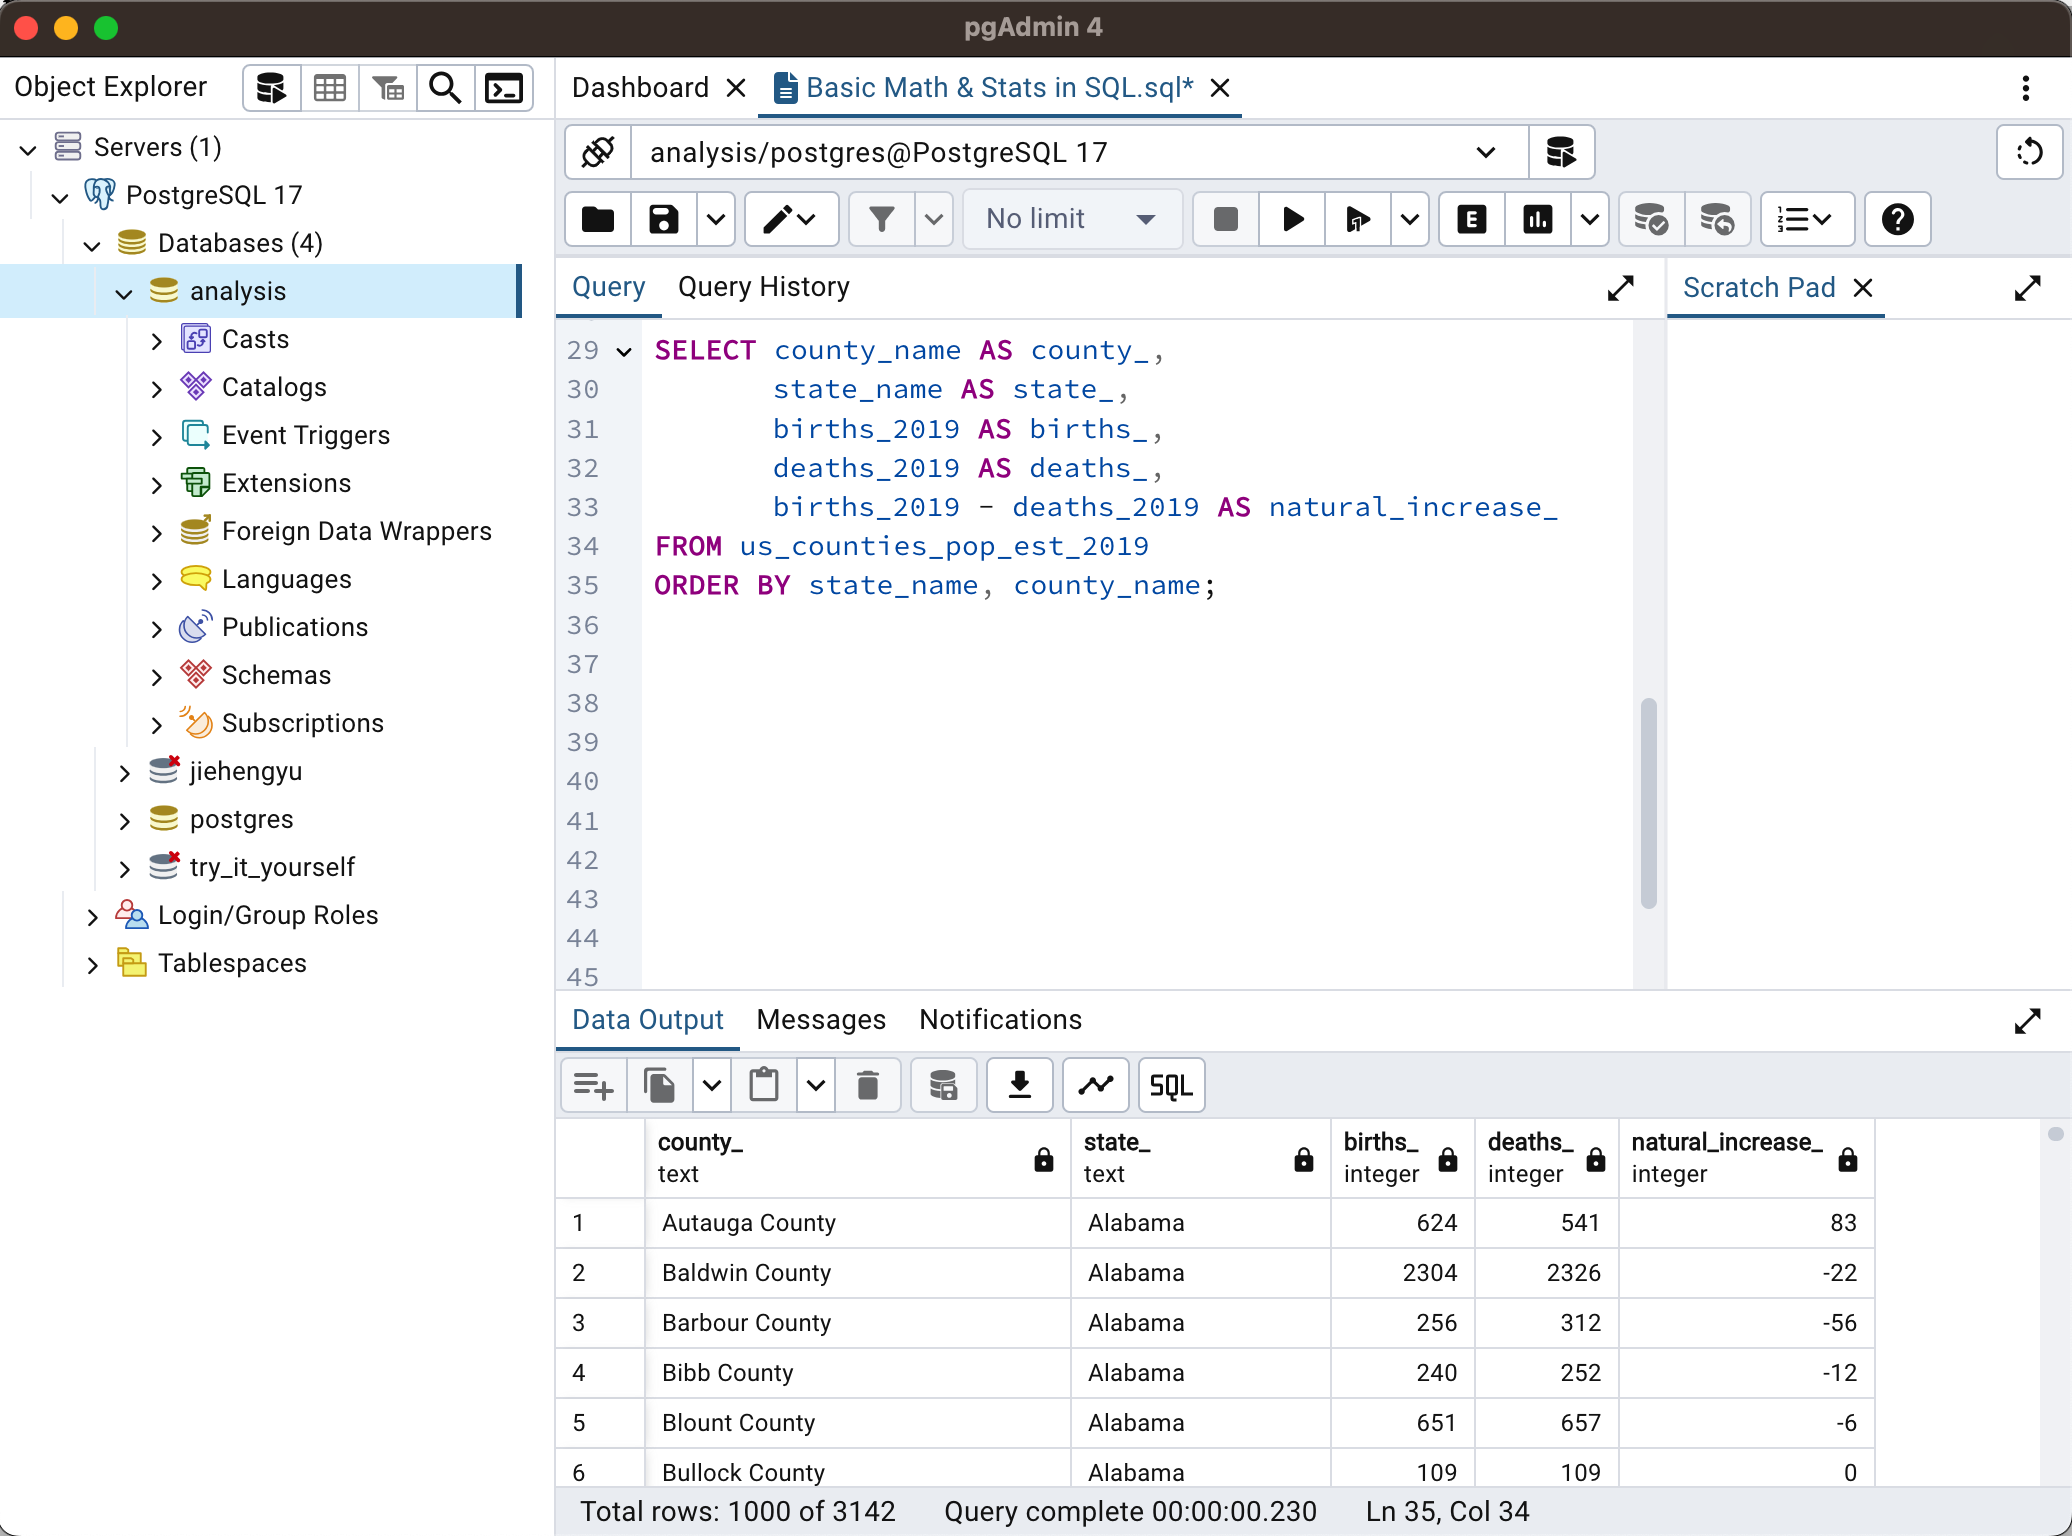 pgAdmin 4
Object Explorer
Servers (1)
PostgreSQL 17
Databases (4)
analysis
Casts
Catalogs
Event Triggers
Extensions
Foreign Data Wrappers
Languages
Publications
Schemas
Subscriptions
jiehengyu
postgres
try_it_yourself
Login/Group Roles
Tablespaces
Dashboard Basic Math & Stats in SQL.sql*
analysis/postgres@PostgreSQL 17
No limit E
Query Query History Scratch Pad
29 SELECT county_name AS county_,
30 state_name AS state_,
31 births_2019 AS births_,
32 deaths_2019 AS deaths_,
33 births_2019 - deaths_2019 AS natural_increase_
34 FROM us_counties_pop_est_2019
35 ORDER BY state_name, county_name;
36
37
38
39
40
41
42
43
44
45
Data Output Messages Notifications
SQL
county_ state_ births_ deaths_ natural_increase_
text text integer integer integer
1 Autauga County Alabama 624 541 83
2 Baldwin County Alabama 2304 2326 -22
3 Barbour County Alabama 256 312 -56
4 Bibb County Alabama 240 252 -12
5 Blount County Alabama 651 657 -6
6 Bullock County Alabama 109 109 0
Total rows: 1000 of 3142 Query complete 00:00:00.230 Ln 35, Col 34